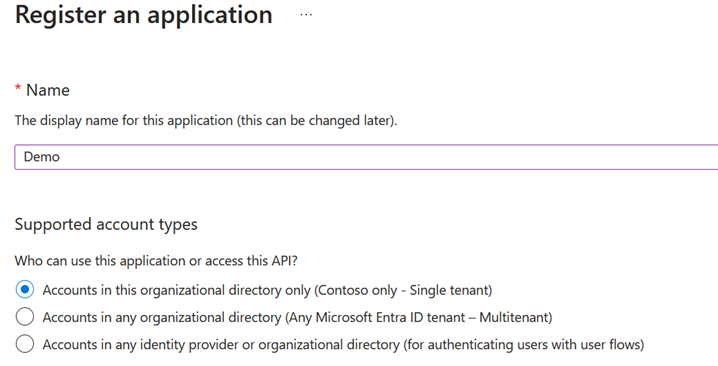 Register an application ...
* Name
The display name for this application (this can be changed later).
Demo
Supported account types
Who can use this application or access this API?
Accounts in this organizational directory only (Contoso only - Single tenant)
Accounts in any organizational directory (Any Microsoft Entra ID tenant – Multitenant)
Accounts in any identity provider or organizational directory (for authenticating users with user flows)